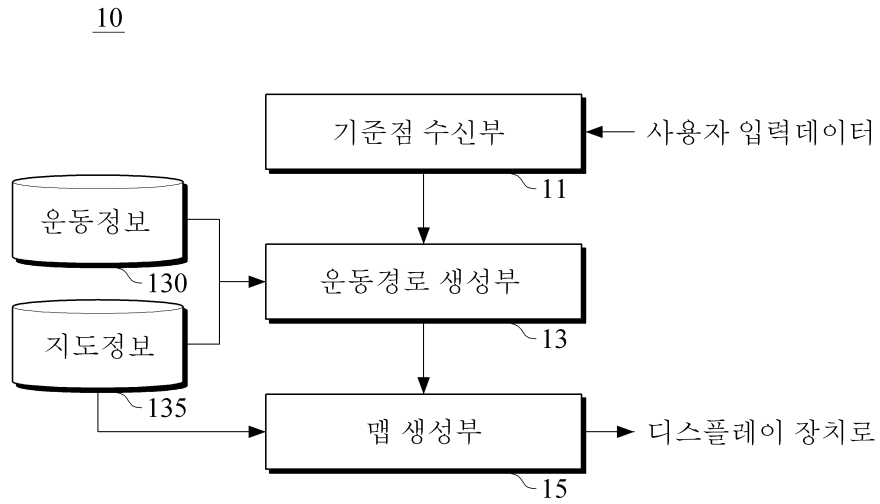 10
기준점 수신부
사용자 입력데이터
11
운동정보
130
운동경로 생성부
13
지도정보
135
맵 생성부
디스플레이 장치로
15